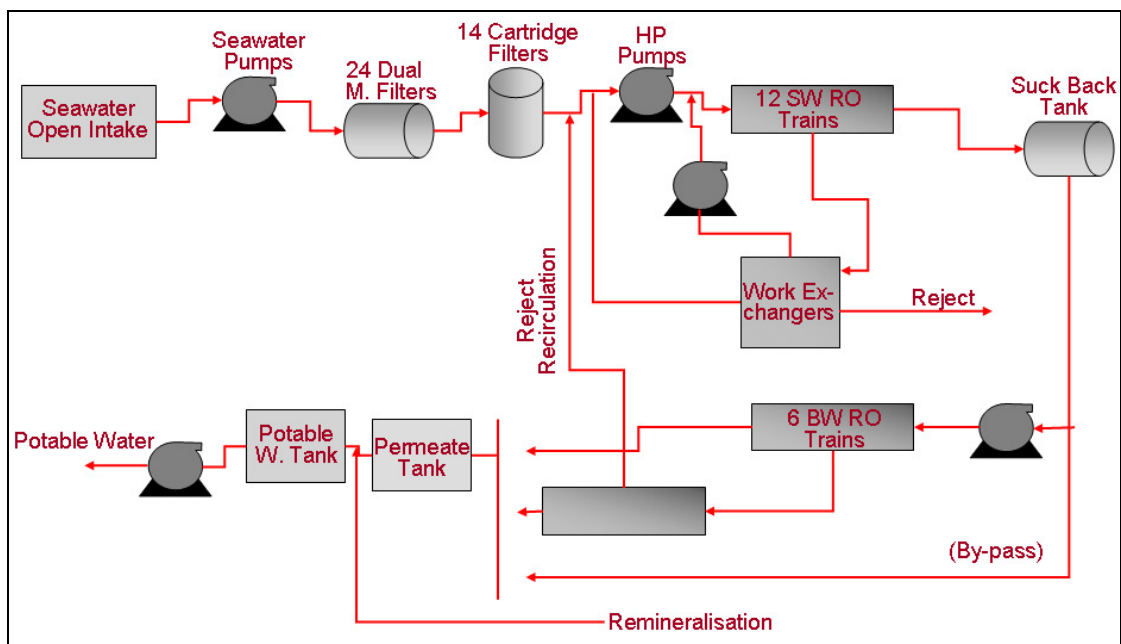 Seawater
Open Intake
Seawater
Pumps
24 Dual
M. Filters
14 Cartridge
Filters
HP
Pumps
12 SW RO
Trains
Suck Back
Tank
Work Ex-
changers
Reject
Reject
Recirculation
6 BW RO
Trains
Potable Water
Potable
W. Tank
Permeate
Tank
(By-pass)
Remineralisation